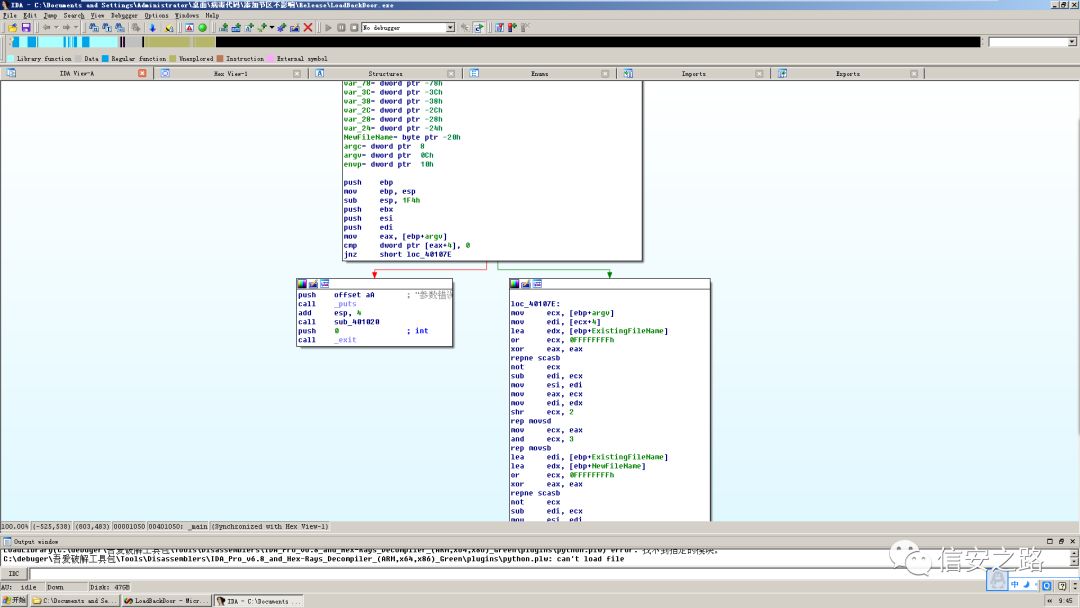 IDA - C:\Documents and Settings\Administrator\桌面\病毒代码\添加节区不影响\Release\LoadBackDoor.exe
File Edit Jump Search View Debugger Options Windows Help
No debugger
Library function Data Regular function Unexplored Instruction External symbol
IDA View-A Hex View-1 Structures Enums Imports Exports
var_78= dword ptr -78h
var_3C= dword ptr -3Ch
var_38= dword ptr -38h
var_2C= dword ptr -2Ch
var_28= dword ptr -28h
var_24= dword ptr -24h
NewFileName= byte ptr -20h
argc= dword ptr 8
argv= dword ptr 0Ch
envp= dword ptr 10h
push ebp
mov ebp, esp
sub esp, 1F4h
push ebx
push esi
push edi
mov eax, [ebp+argv]
cmp dword ptr [eax+4], 0
jnz short loc_40107E
push offset aA ; "参数错误
call _puts
add esp, 4
call sub_401020
push 0 ; int
call _exit
loc_40107E:
mov ecx, [ebp+argv]
mov edi, [ecx+4]
lea edx, [ebp+ExistingFileName]
or ecx, 0FFFFFFFFh
xor eax, eax
repne scasb
not ecx
sub edi, ecx
mov esi, edi
mov eax, ecx
mov edi, edx
shr ecx, 2
rep movsd
mov ecx, eax
and ecx, 3
rep movsb
lea edi, [ebp+ExistingFileName]
lea edx, [ebp+NewFileName]
or ecx, 0FFFFFFFFh
xor eax, eax
repne scasb
not ecx
sub edi, ecx
mov esi, edi
100.00% (-525,538) (803,483) 00001050 00401050: _main (Synchronized with Hex View-1)
Output window
LoadLibrary(C:\debuger\吾爱破解工具包\Tools\Disassemblers\IDA_Pro_v6.8_and_Hex-Rays_Decompiler_(ARM,x64,x86)_Green\plugins\python.plw) error: 找不到指定的模块。
C:\debuger\吾爱破解工具包\Tools\Disassemblers\IDA_Pro_v6.8_and_Hex-Rays_Decompiler_(ARM,x64,x86)_Green\plugins\python.plw: can't load file
IDC
AU: idle Down Disk: 47GB
开始 C:\Documents and Se... LoadBackDoor - Micr... IDA - C:\Documents ... 9:45
信安之路
中